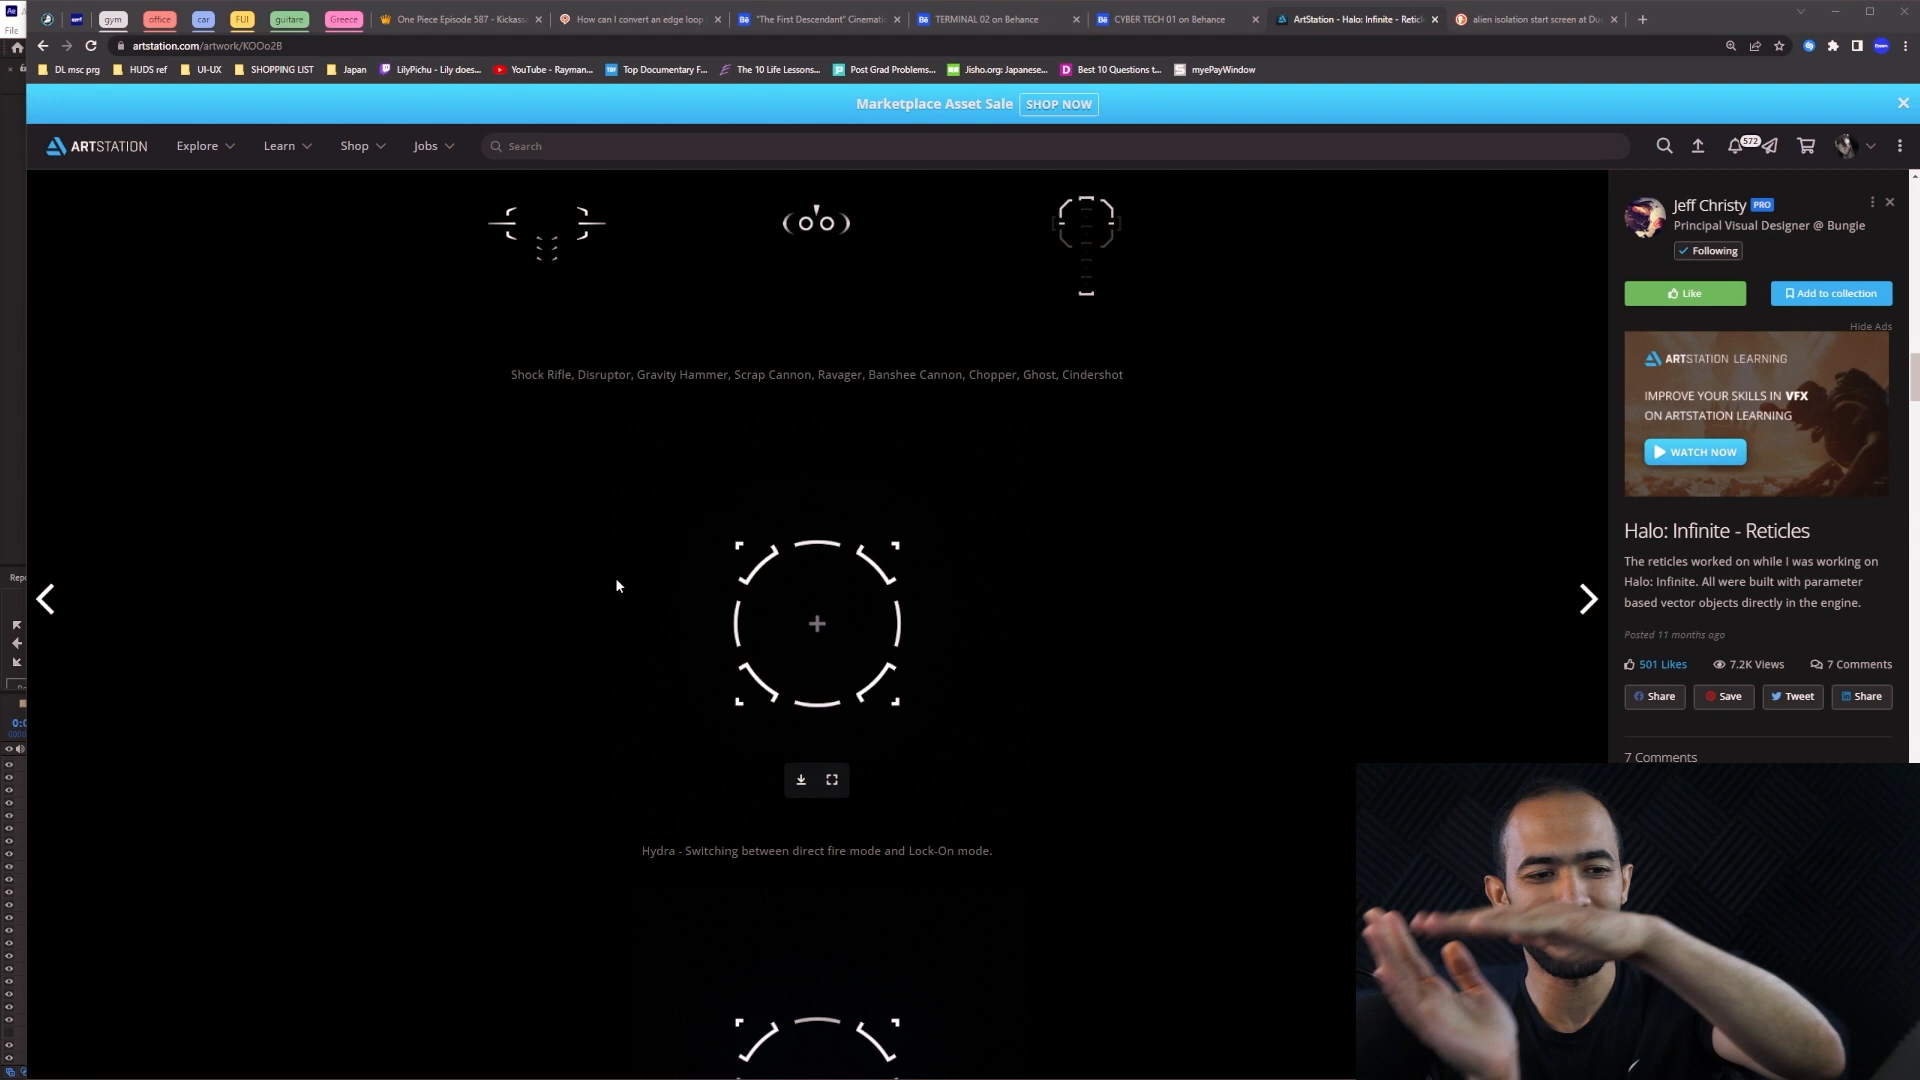 gym
office
car
FUI
guitare
Greece
One Piece Episode 587 - Kickass
How can I convert an edge loop
"The First Descendant" Cinemati
TERMINAL 02 on Behance
CYBER TECH 01 on Behance
ArtStation - Halo: Infinite - Reticl
alien isolation start screen at Du
File
artstation.com/artwork/KOOo2B
DL msc prg
HUDS ref
UI-UX
SHOPPING LIST
Japan
LilyPichu - Lily does...
YouTube - Rayman...
Top Documentary F...
The 10 Life Lessons...
Post Grad Problems...
Jisho.org: Japanese...
Best 10 Questions t...
myePayWindow
Marketplace Asset Sale SHOP NOW
ARTSTATION
Explore
Learn
Shop
Jobs
Search
572
Jeff Christy PRO
Principal Visual Designer @ Bungie
Following
Like
Add to collection
Hide Ads
ARTSTATION LEARNING
IMPROVE YOUR SKILLS IN VFX
ON ARTSTATION LEARNING
WATCH NOW
Shock Rifle, Disruptor, Gravity Hammer, Scrap Cannon, Ravager, Banshee Cannon, Chopper, Ghost, Cindershot
Halo: Infinite - Reticles
The reticles worked on while I was working on
Halo: Infinite. All were built with parameter
based vector objects directly in the engine.
Posted 11 months ago
501 Likes
7.2K Views
7 Comments
Share
Save
Tweet
Share
7 Comments
Hydra - Switching between direct fire mode and Lock-On mode.